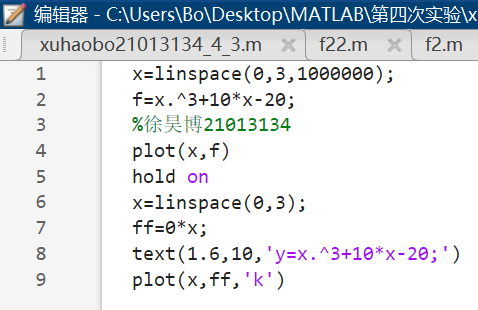 编辑器 - C:\Users\Bo\Desktop\MATLAB\第四次实验\x
xuhaobo21013134_4_3.m
f22.m
f2.m
1 x=linspace(0,3,1000000);
2 f=x.^3+10*x-20;
3 %徐昊博21013134
4 plot(x,f)
5 hold on
6 x=linspace(0,3);
7 ff=0*x;
8 text(1.6,10,'y=x.^3+10*x-20;')
9 plot(x,ff,'k')